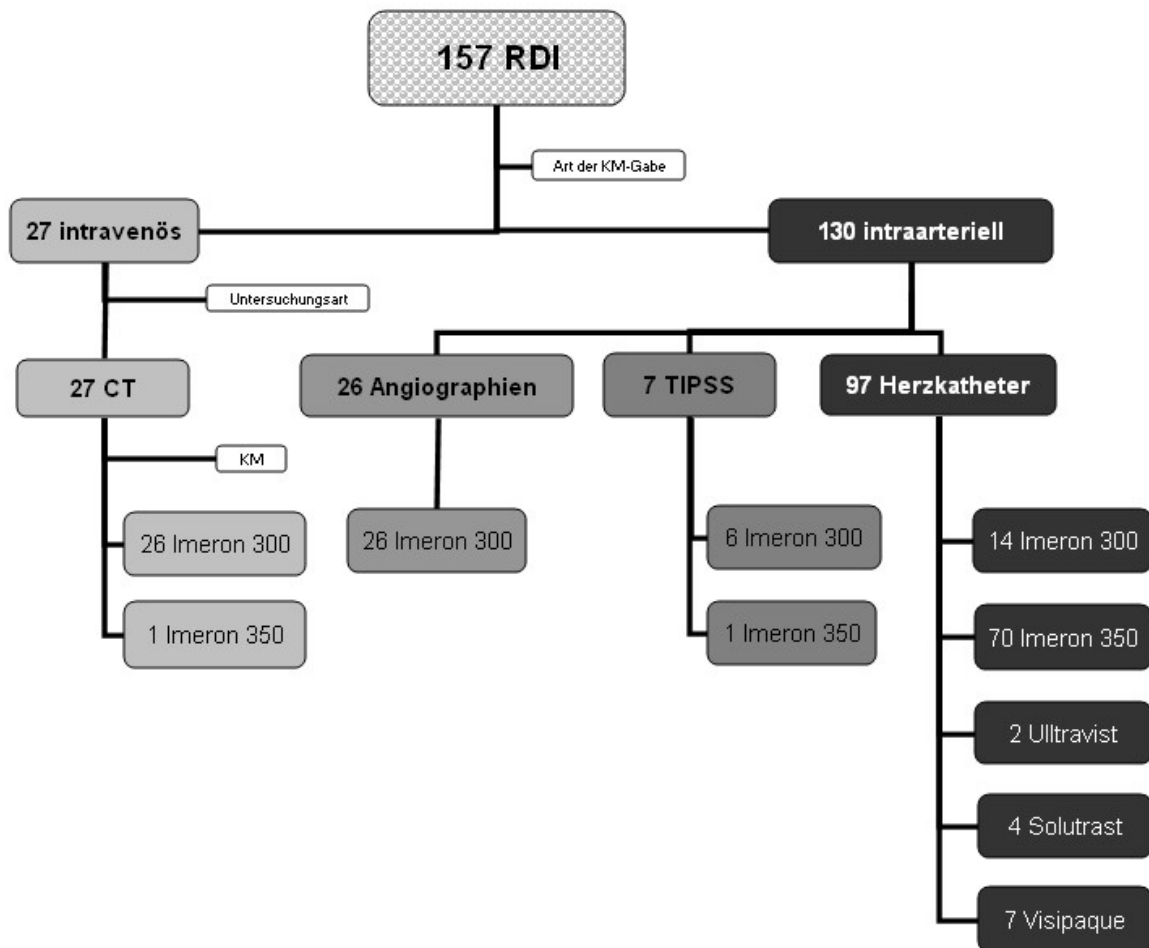 157 RDI
Art der KM-Gabe
27 intravenös
130 intraarteriell
Untersuchungsart
27 CT
26 Angiographien
7 TIPSS
97 Herzkatheter
KM
26 Imeron 300
26 Imeron 300
6 Imeron 300
14 Imeron 300
1 Imeron 350
1 Imeron 350
70 Imeron 350
2 Ulltravist
4 Solutrast
7 Visipaque